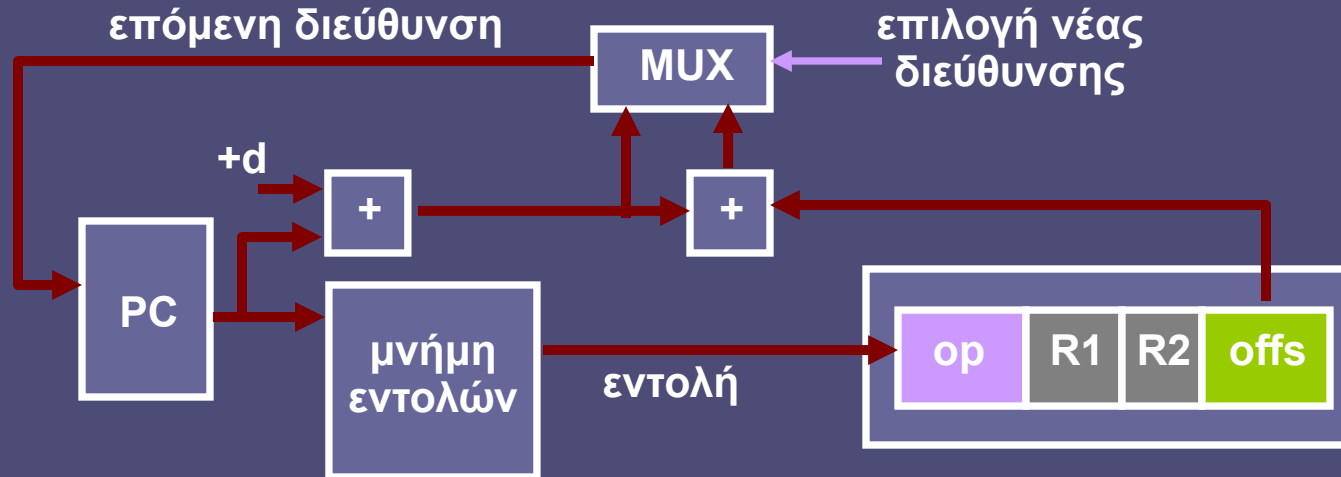 επόμενη διεύθυνση
MUX
επιλογή νέας
διεύθυνσης
+d
+
+
PC
μνήμη
εντολών
εντολή
op
R1
R2
offs